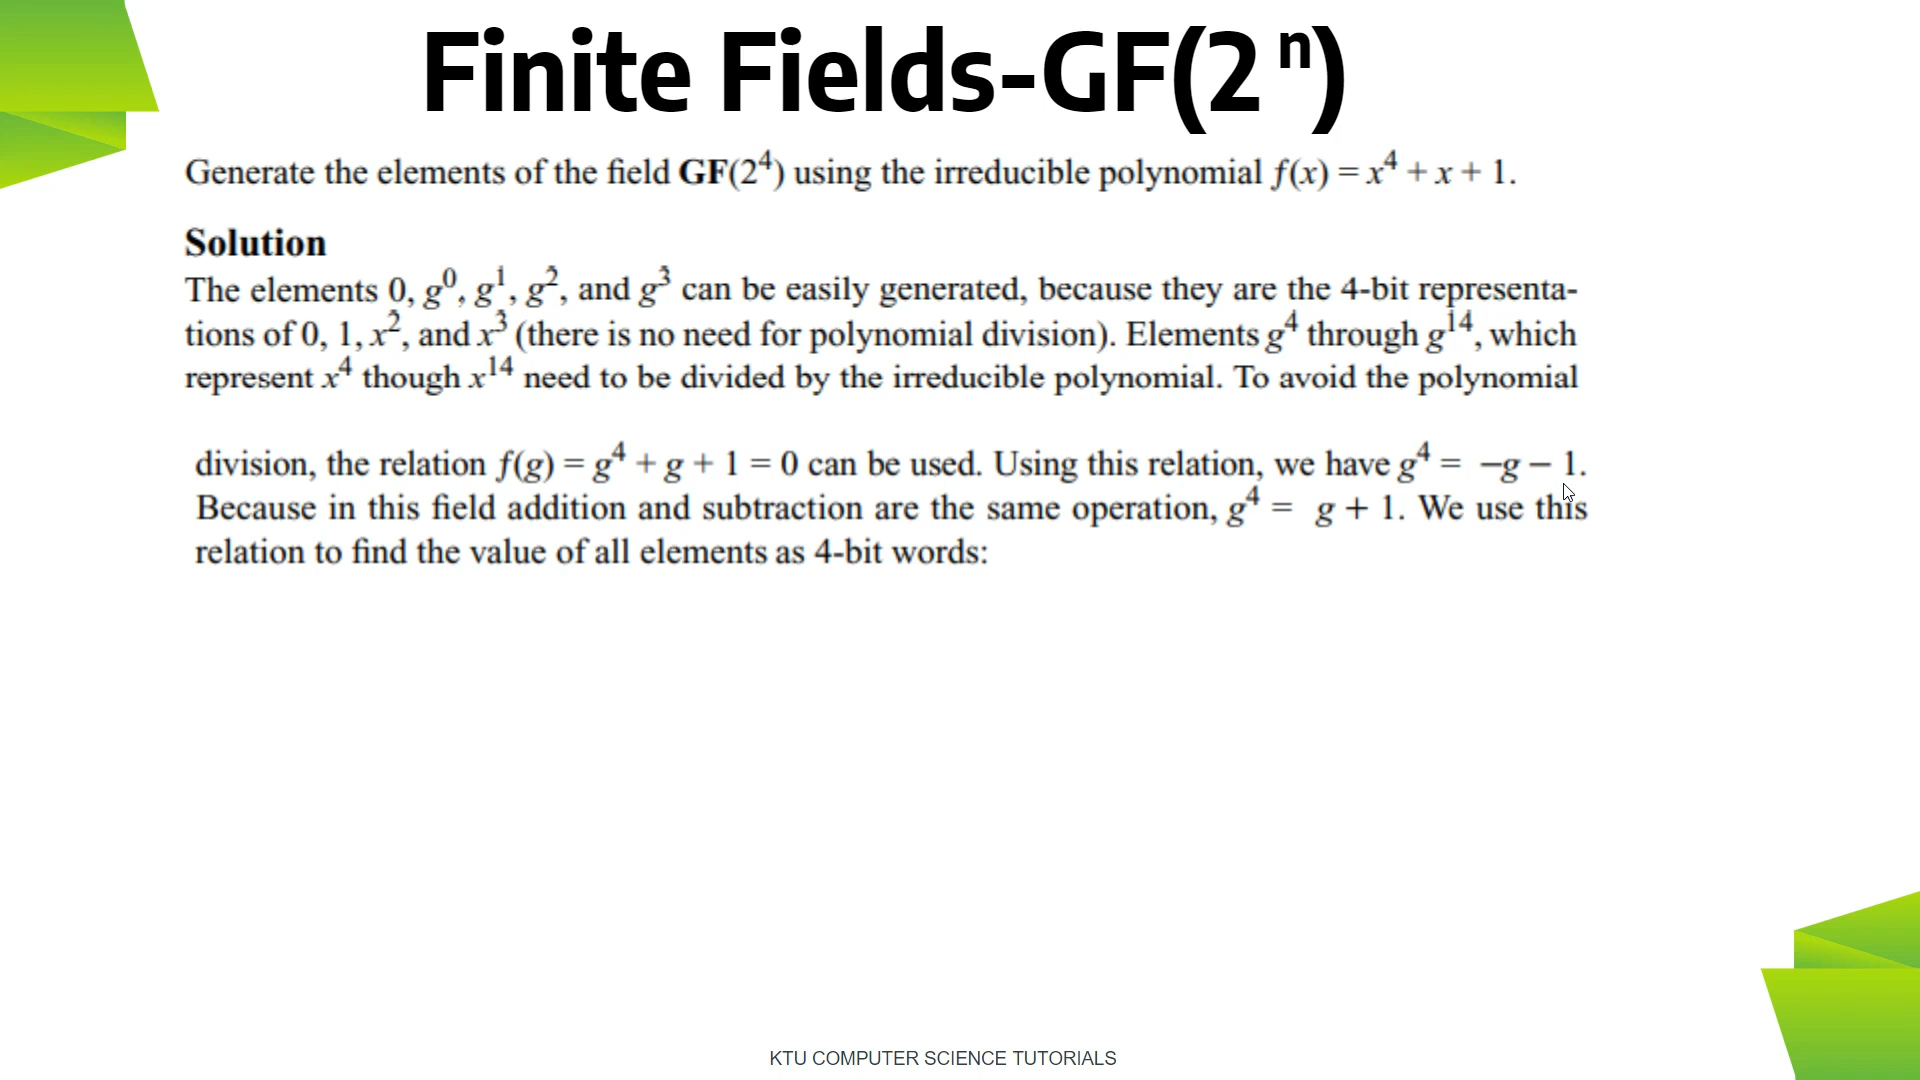 Finite Fields-GF(2ⁿ)
Generate the elements of the field GF(2⁴) using the irreducible polynomial f(x) = x⁴ + x + 1.
Solution
The elements 0, g⁰, g¹, g², and g³ can be easily generated, because they are the 4-bit representa-
tions of 0, 1, x², and x³ (there is no need for polynomial division). Elements g⁴ through g¹⁴, which
represent x⁴ though x¹⁴ need to be divided by the irreducible polynomial. To avoid the polynomial
division, the relation f(g) = g⁴ + g + 1 = 0 can be used. Using this relation, we have g⁴ = −g − 1.
Because in this field addition and subtraction are the same operation, g⁴ = g + 1. We use this
relation to find the value of all elements as 4-bit words:
KTU COMPUTER SCIENCE TUTORIALS